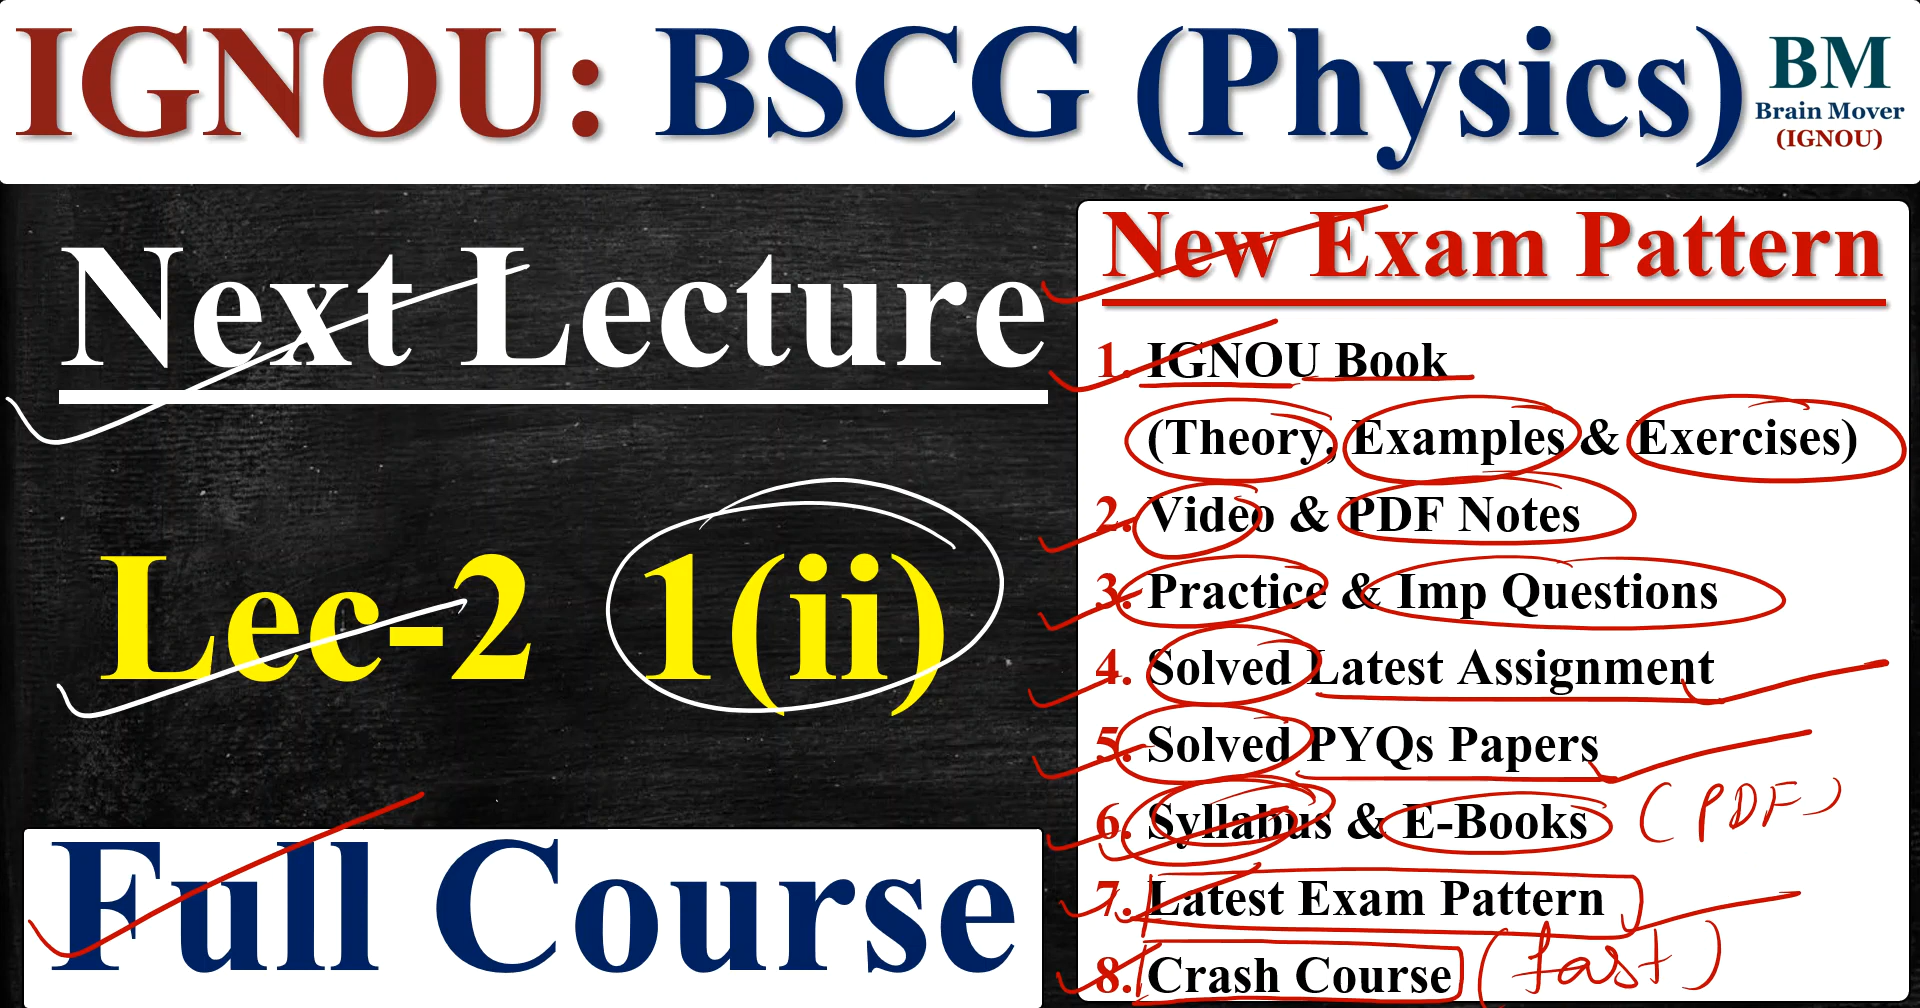 IGNOU: BSCG (Physics)
BM
Brain Mover
(IGNOU)
Next Lecture
Lec-2 1(ii)
Full Course
New Exam Pattern
1. IGNOU Book
(Theory, Examples & Exercises)
2. Video & PDF Notes
3. Practice & Imp Questions
4. Solved Latest Assignment
5. Solved PYQs Papers
6. Syllabus & E-Books (PDF)
7. Latest Exam Pattern
8. Crash Course (fast)